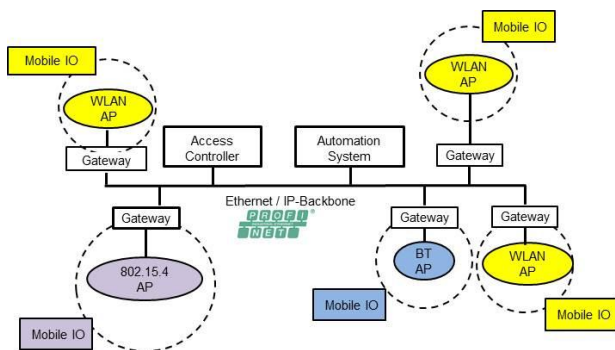 Mobile IO
Mobile IO
WLAN
AP
WLAN
AP
Access
Controller
Automation
System
Gateway
Gateway
Ethernet / IP-Backbone
PROFI
NET
®
Gateway
Gateway
Gateway
802.15.4
AP
BT
AP
WLAN
AP
Mobile IO
Mobile IO
Mobile IO